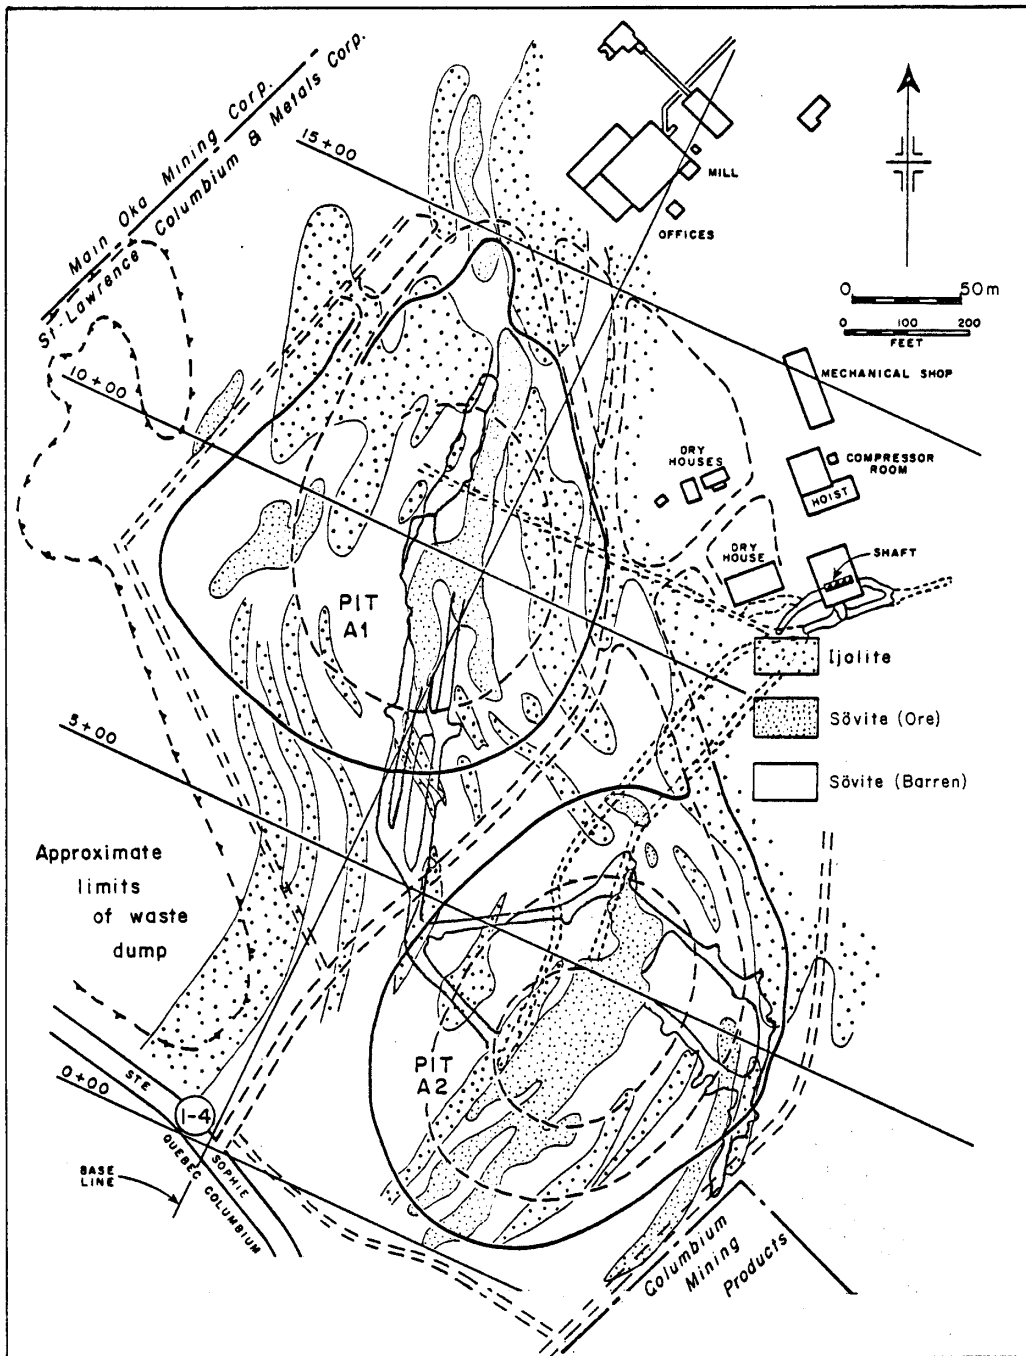 Main Oka Mining Corp.
St-Lawrence Columbium & Metals Corp.
15+00
MILL
OFFICES
0 50m
0 100 200
FEET
MECHANICAL SHOP
10+00
DRY
HOUSES
COMPRESSOR
ROOM
HOIST
DRY
HOUSE
SHAFT
PIT
A1
Ijolite
Sövite (Ore)
Sövite (Barren)
5+00
Approximate
limits
of waste
dump
PIT
A2
0+00
STE
SOPHIE
1-4
QUEBEC COLUMBIUM
BASE
LINE
Columbium
Mining
Products